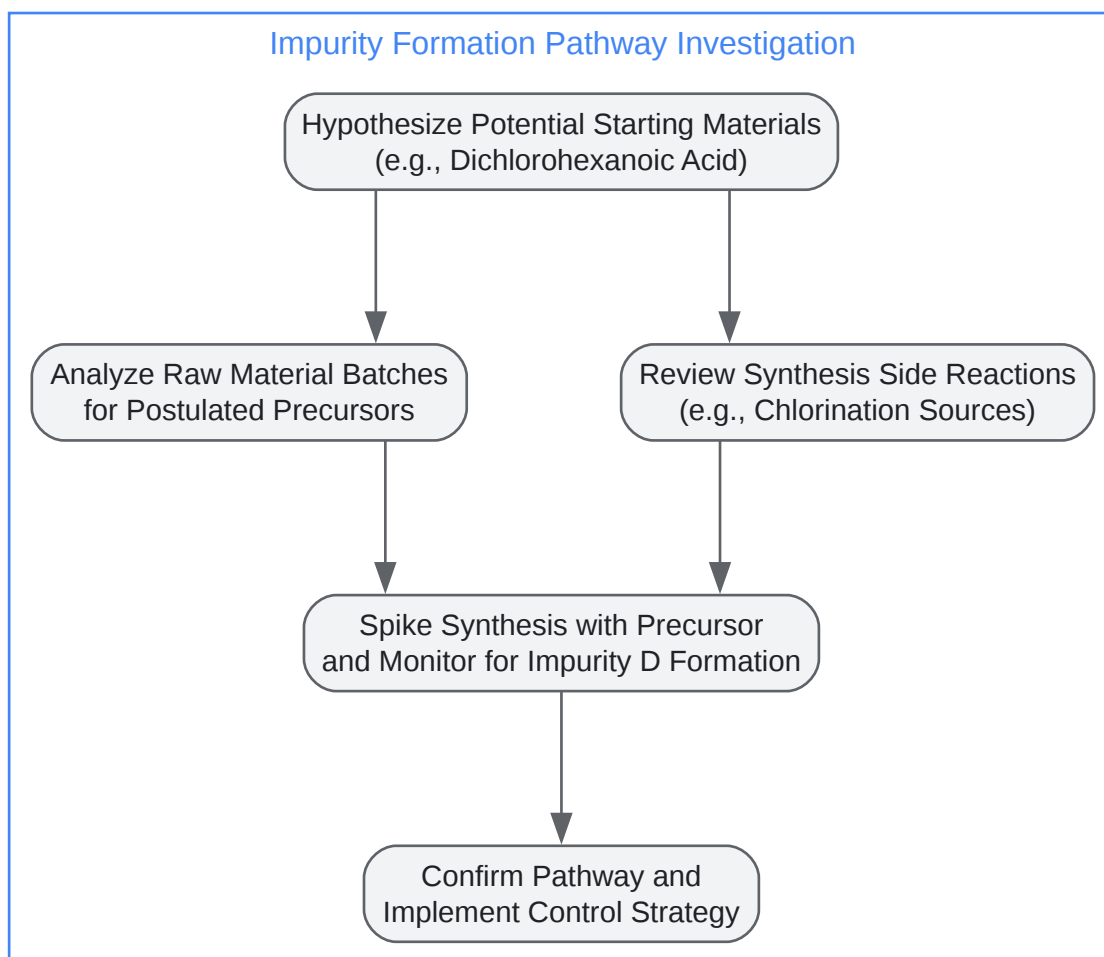 Impurity Formation Pathway Investigation
Hypothesize Potential Starting Materials
(e.g., Dichlorohexanoic Acid)
Analyze Raw Material Batches
for Postulated Precursors
Review Synthesis Side Reactions
(e.g., Chlorination Sources)
Spike Synthesis with Precursor
and Monitor for Impurity D Formation
Confirm Pathway and
Implement Control Strategy